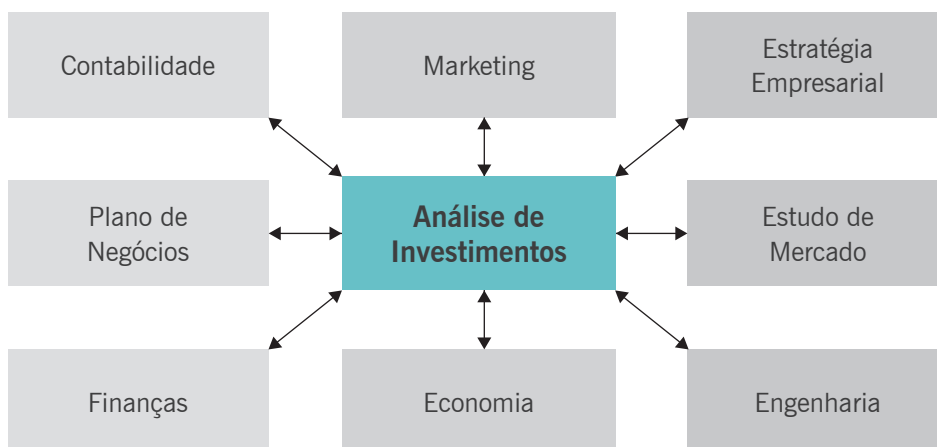 Contabilidade
Marketing
Estratégia
Empresarial
Plano de
Negócios
Análise de
Investimentos
Estudo de
Mercado
Finanças
Economia
Engenharia